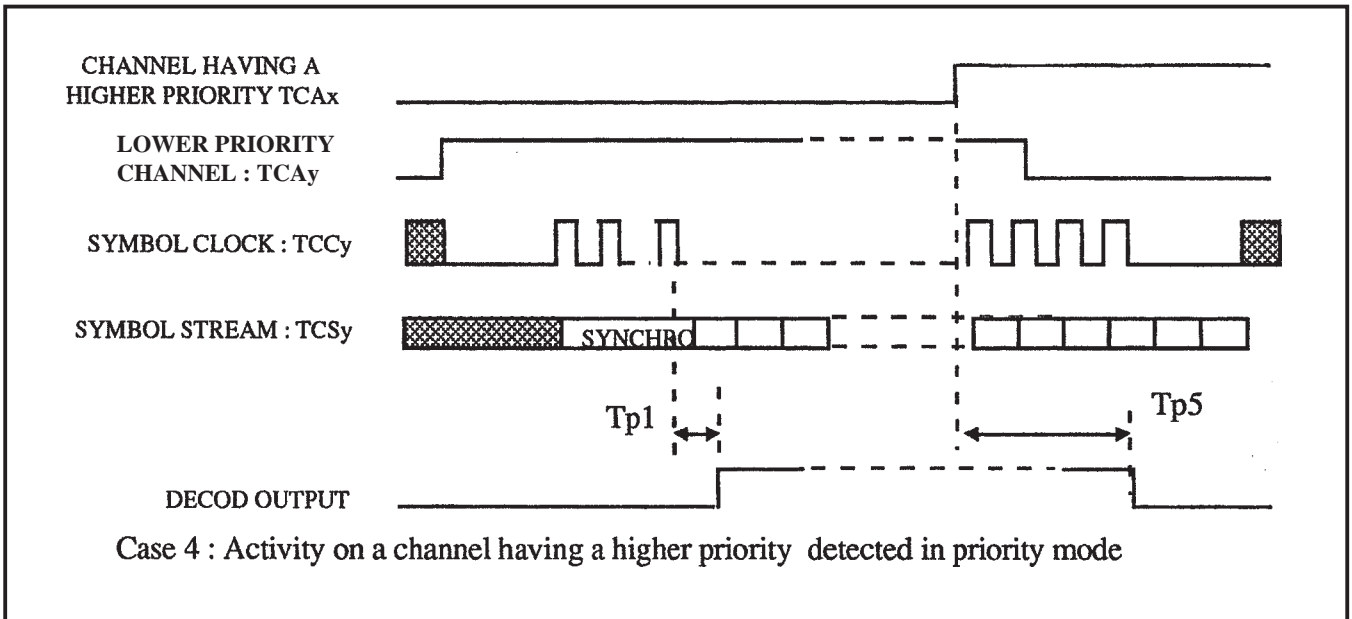 CHANNEL HAVING A
HIGHER PRIORITY TCAx
LOWER PRIORITY
CHANNEL : TCAy
SYMBOL CLOCK : TCCy
SYMBOL STREAM : TCSy
SYNCHRO
Tp1
Tp5
DECOD OUTPUT
Case 4 : Activity on a channel having a higher priority detected in priority mode